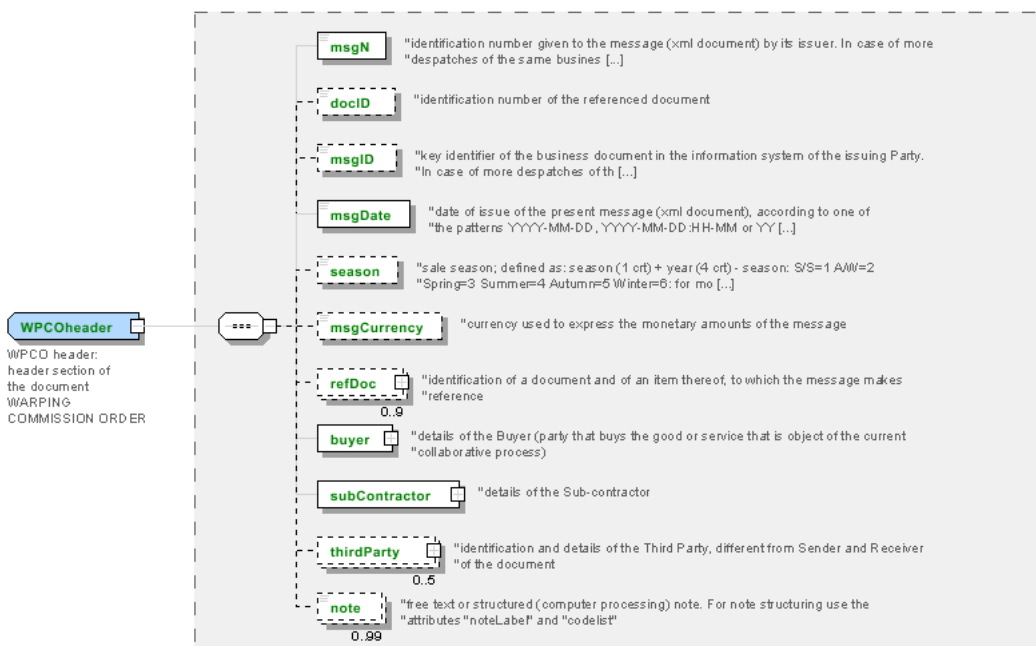 msgN
"identification number given to the message (xml document) by its issuer. In case of more
"despatches of the same busines [...]
docID
"identification number of the referenced document
msgID
"key identifier of the business document in the information system of the issuing Party.
"In case of more despatches of th [...]
msgDate
"date of issue of the present message (xml document), according to one of
"the patterns YYYY-MM-DD, YYYY-MM-DD:HH-MM or YY [...]
season
"sale season; defined as: season (1 crt) + year (4 crt) - season: S/S=1 A/W=2
"Spring=3 Summer=4 Autumn=5 Winter=6: for mo [...]
WPCOheader
WPCO header:
header section of
the document
WARPING
COMMISSION ORDER
msgCurrency
"currency used to express the monetary amounts of the message
refDoc
"identification of a document and of an item thereof, to which the message makes
"reference
0..9
buyer
"details of the Buyer (party that buys the good or service that is object of the current
"collaborative process)
subContractor
"details of the Sub-contractor
thirdParty
"identification and details of the Third Party, different from Sender and Receiver
"of the document
0..5
note
"free text or structured (computer processing) note. For note structuring use the
"attributes "noteLabel" and "codelist"
0..99